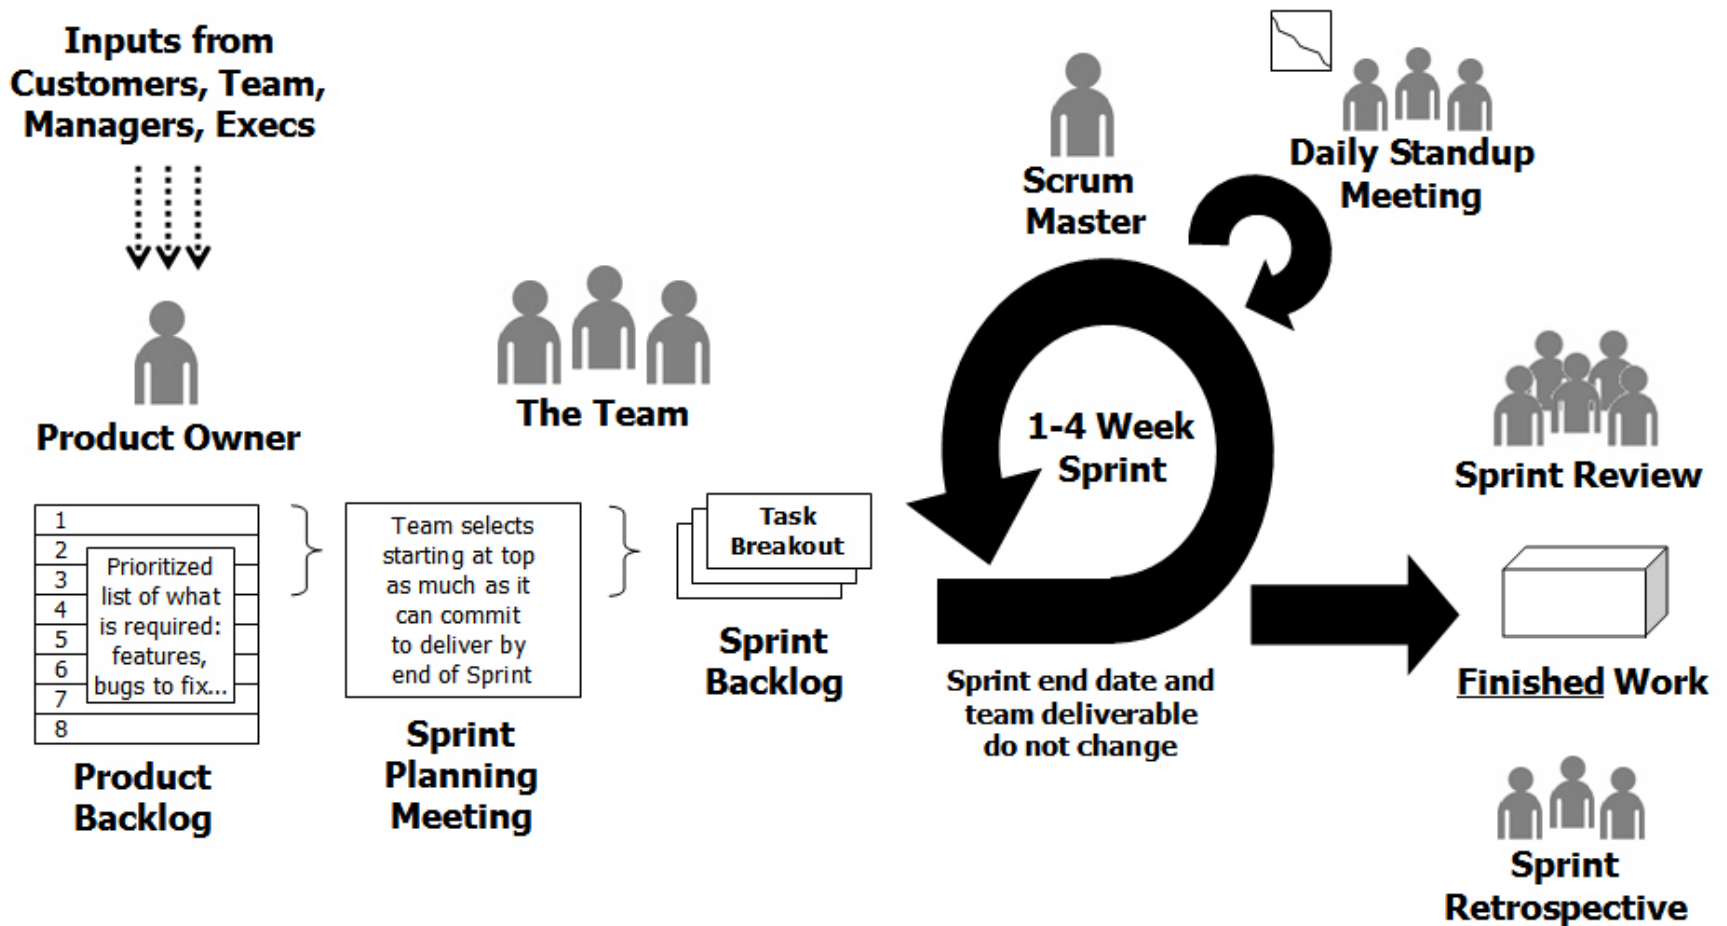 Inputs from
Customers, Team,
Managers, Execs
Product Owner
The Team
Scrum
Master
Daily Standup
Meeting
1
2
3
4
5
6
7
8
Prioritized
list of what
is required:
features,
bugs to fix...
Product
Backlog
Team selects
starting at top
as much as it
can commit
to deliver by
end of Sprint
Sprint
Planning
Meeting
Task
Breakout
Sprint
Backlog
1-4 Week
Sprint
Sprint end date and
team deliverable
do not change
Sprint Review
Finished Work
Sprint
Retrospective